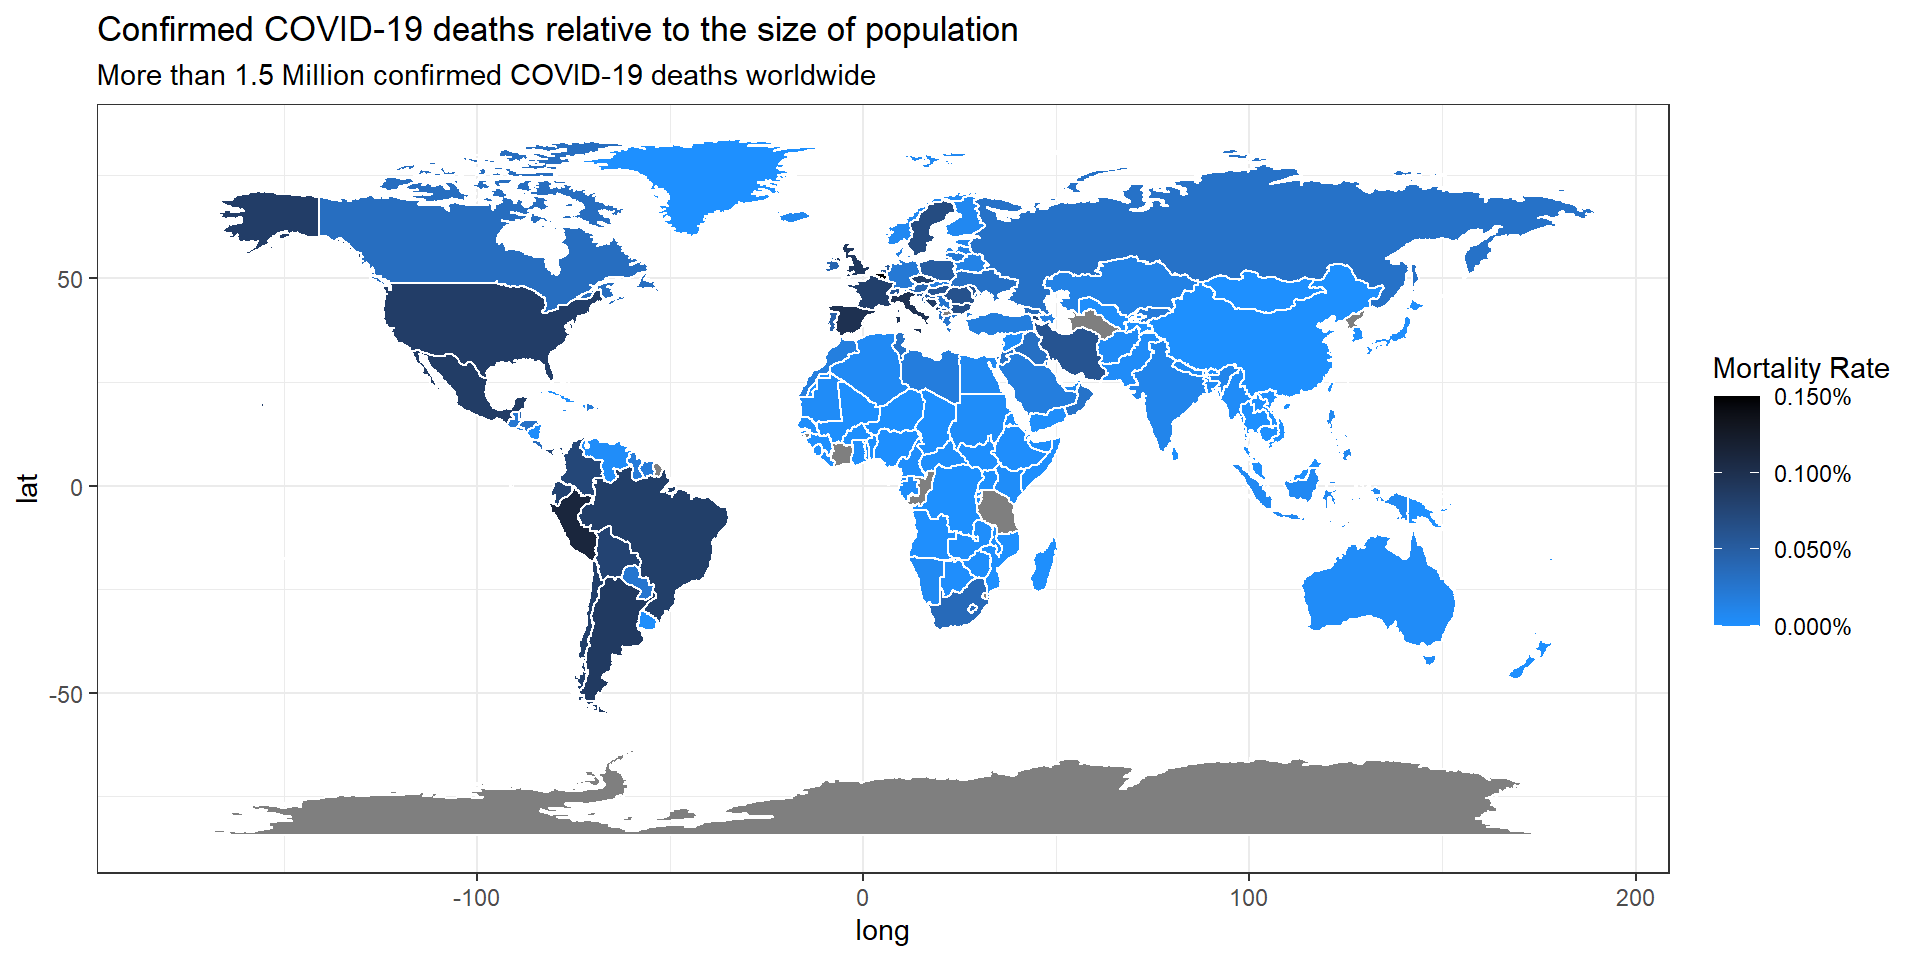 Confirmed COVID-19 deaths relative to the size of population
More than 1.5 Million confirmed COVID-19 deaths worldwide
50
0
-50
lat
-100
0
100
200
long
Mortality Rate
0.150%
0.100%
0.050%
0.000%